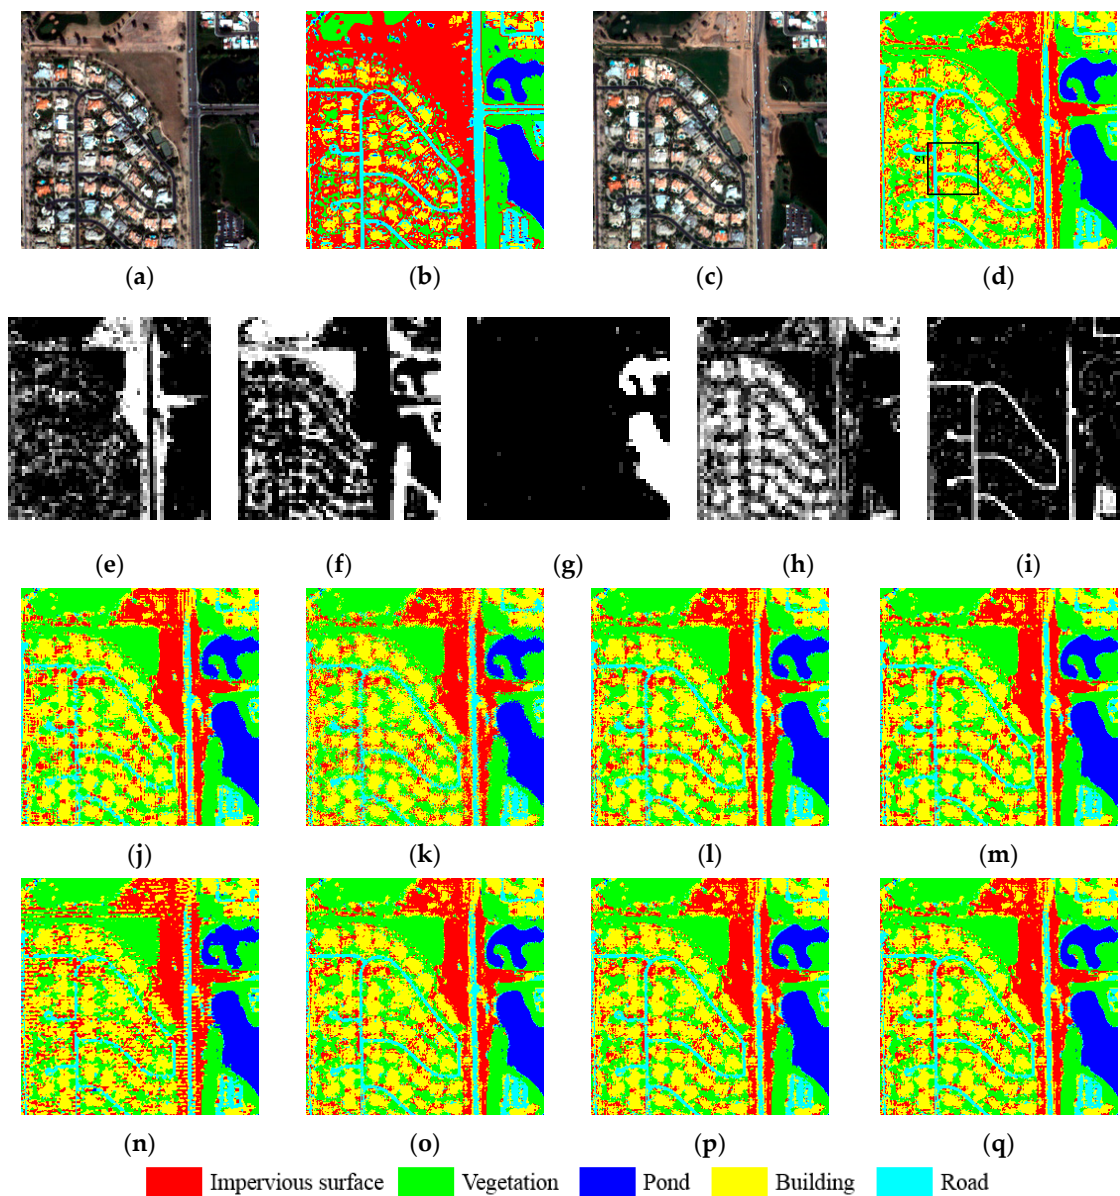 S1
(a) (b) (c) (d)
(e) (f) (g) (h) (i)
(j) (k) (l) (m)
(n) (o) (p) (q)
Impervious surface Vegetation Pond Building Road